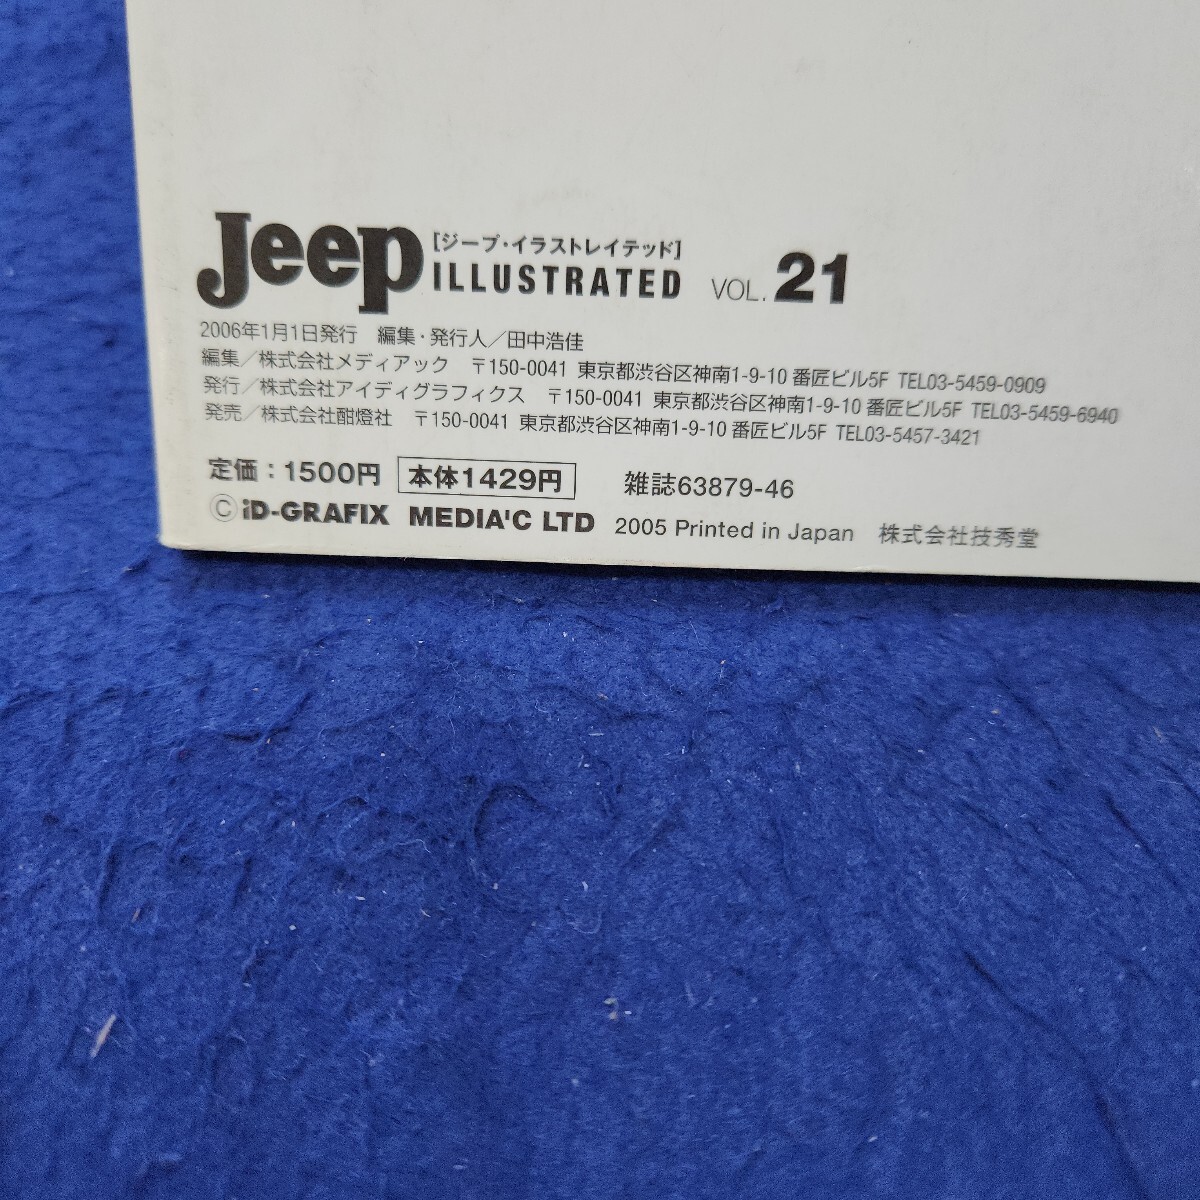 Jeep [ジープ・イラストレイテッド]
ILLUSTRATED VOL. 21
2006年1月1日発行　編集・発行人／田中浩佳
編集／株式会社メディアック　〒150-0041 東京都渋谷区神南1-9-10 番匠ビル5F TEL03-5459-0909
発行／株式会社アイディグラフィクス　〒150-0041 東京都渋谷区神南1-9-10 番匠ビル5F TEL03-5459-6940
発売／株式会社酣燈社　〒150-0041 東京都渋谷区神南1-9-10 番匠ビル5F TEL03-5457-3421
定価：1500円 本体1429円 雑誌63879-46
© iD-GRAFIX MEDIA'C LTD 2005 Printed in Japan 株式会社技秀堂